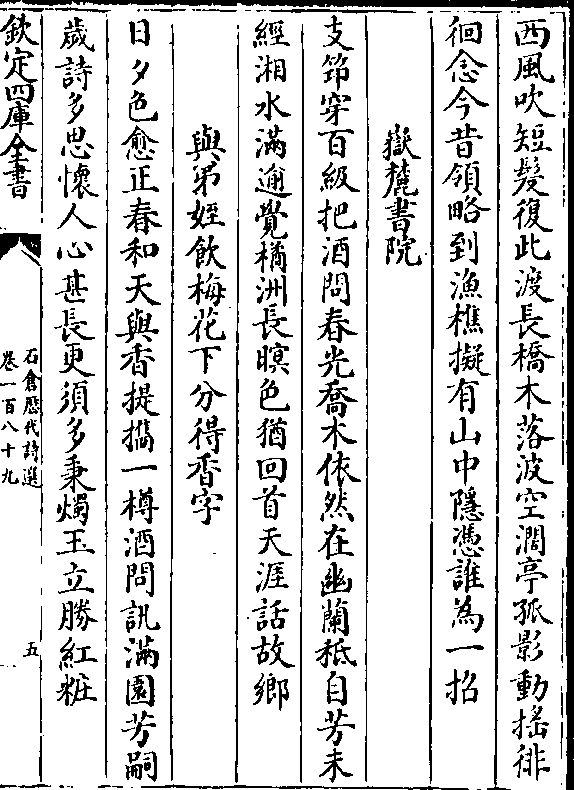 西風吹短髮復此渡長橋木落波空濶亭孤影動搖徘
徊念今昔領略到漁樵擬有山中隱憑誰為一招
嶽麓書院
支笻穿百級把酒問春光喬木依然在幽蘭秪自芳未
經湘水滿逈覺橘洲長暝色猶回首天涯話故鄉
與弟姪飲梅花下分得香字
日夕色愈正春和天與香提攜一樽酒問訊滿園芳嗣
歲詩多思懷人心甚長更須多秉燭玉立勝紅粧
欽定四庫全書
石倉歷代詩選
卷一百八十九
五